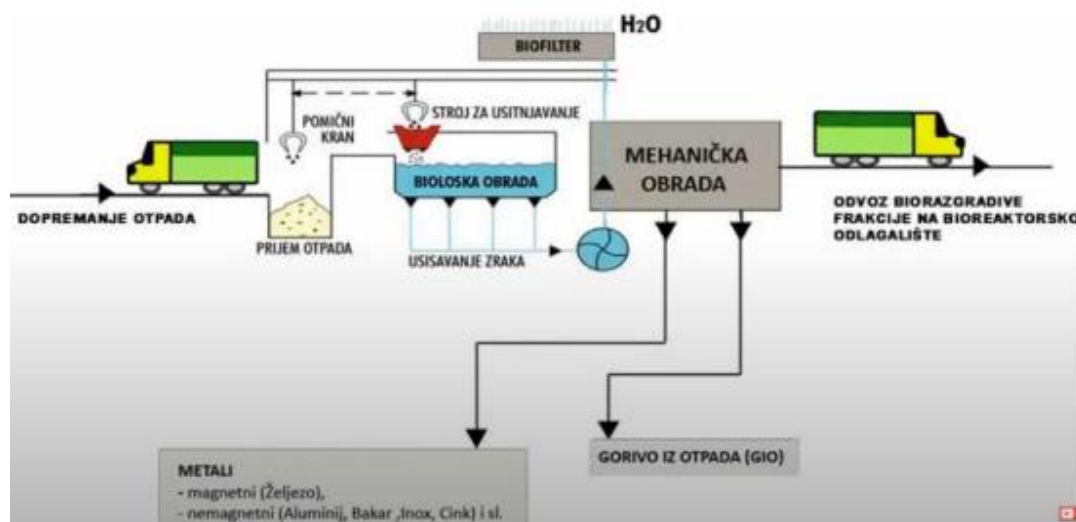 H2O
BIOFILTER
STROJ ZA USITNJAVANJE
POMIČNI
KRAN
MEHANIČKA
OBRADA
BIOLOSKA OBRADA
DOPREMANJE OTPADA
PRIJEM OTPADA
USISAVANJE ZRAKA
ODVOZ BIORAZGRADIVE
FRAKCIJE NA BIOREAKTORSKO
ODLAGALIŠTE
METALI
- magnetni (Željezo),
- nemagnetni (Aluminij, Bakar ,Inox, Cink) i sl.
GORIVO IZ OTPADA (GIO)